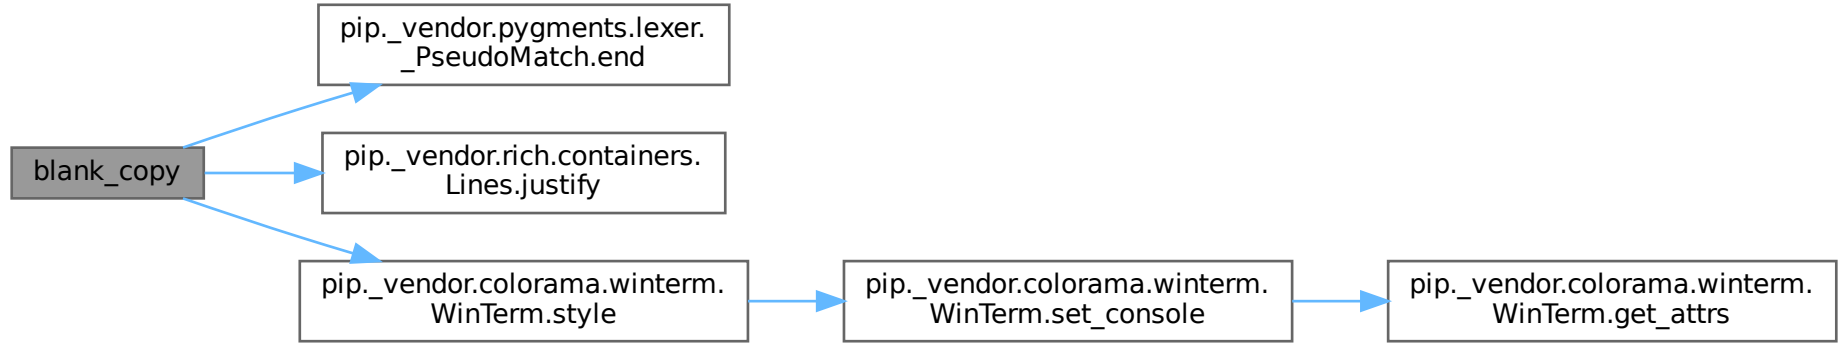 pip._vendor.pygments.lexer.
_PseudoMatch.end
blank_copy
pip._vendor.rich.containers.
Lines.justify
pip._vendor.colorama.winterm.
WinTerm.style
pip._vendor.colorama.winterm.
WinTerm.set_console
pip._vendor.colorama.winterm.
WinTerm.get_attrs